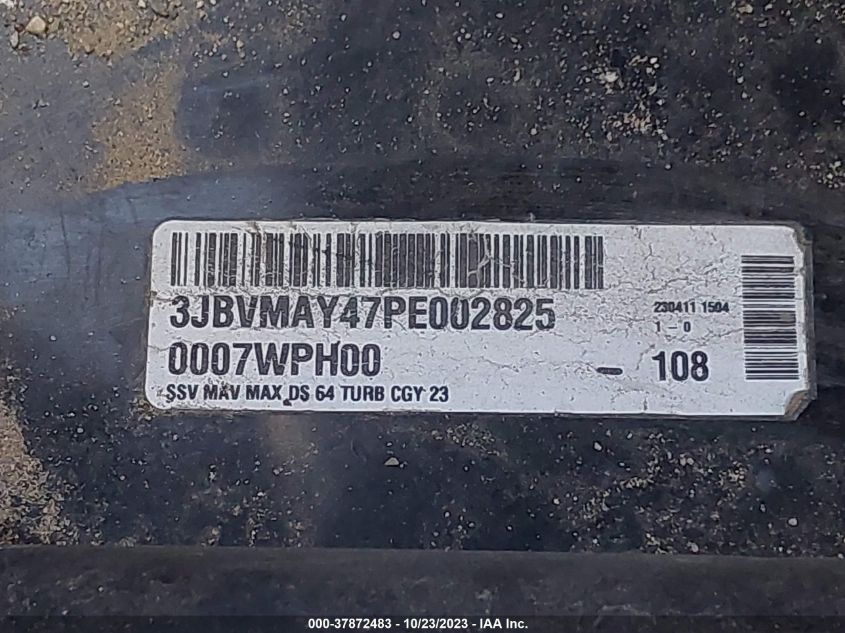 3JBVMAY47PE002825
230411 1504
1-0
0007WPH00 - 108
SSV MAV MAX DS 64 TURB CGY 23
000-37872483 - 10/23/2023 - IAA Inc.